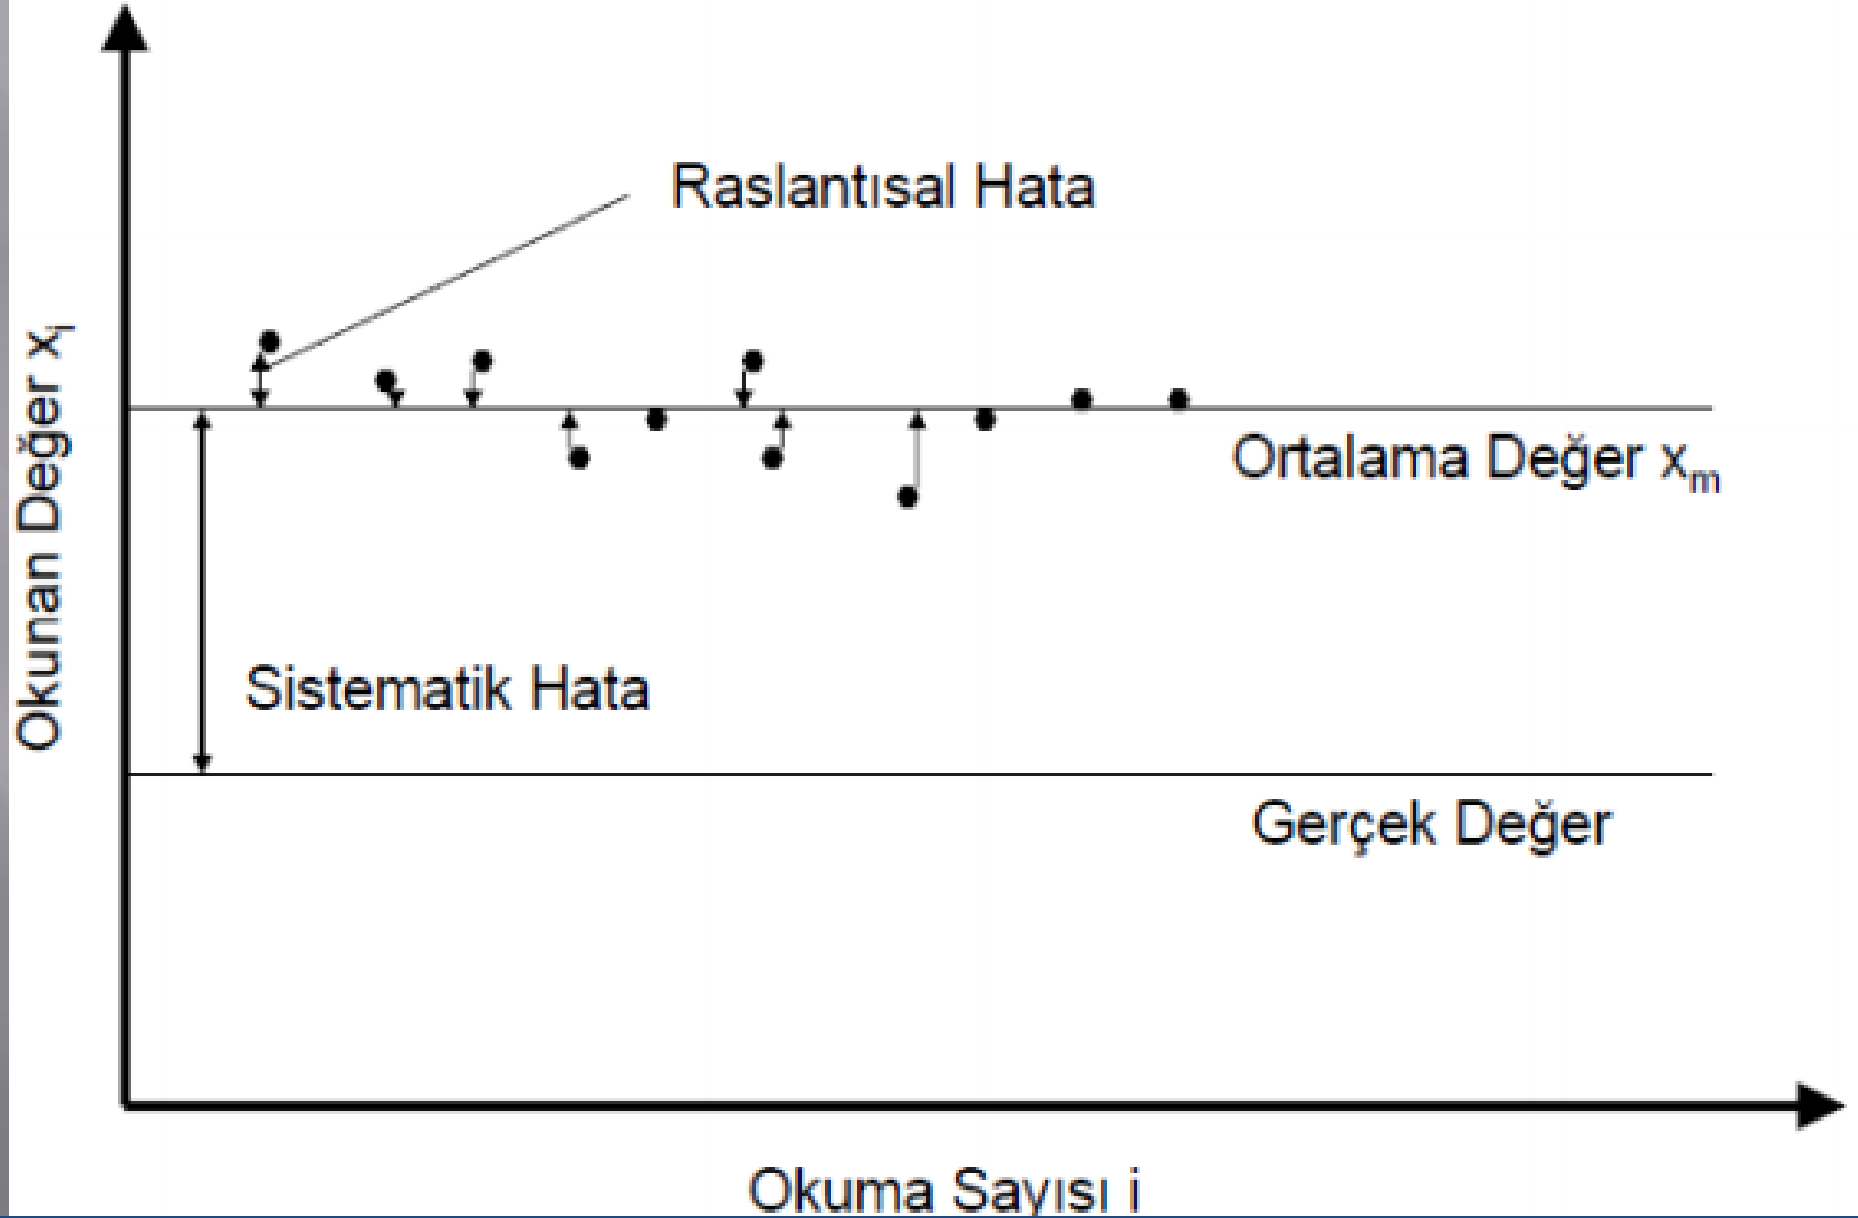 Raslantısal Hata
Okunan Değer xi
Ortalama Değer xm
Sistematik Hata
Gerçek Değer
Okuma Sayısı i